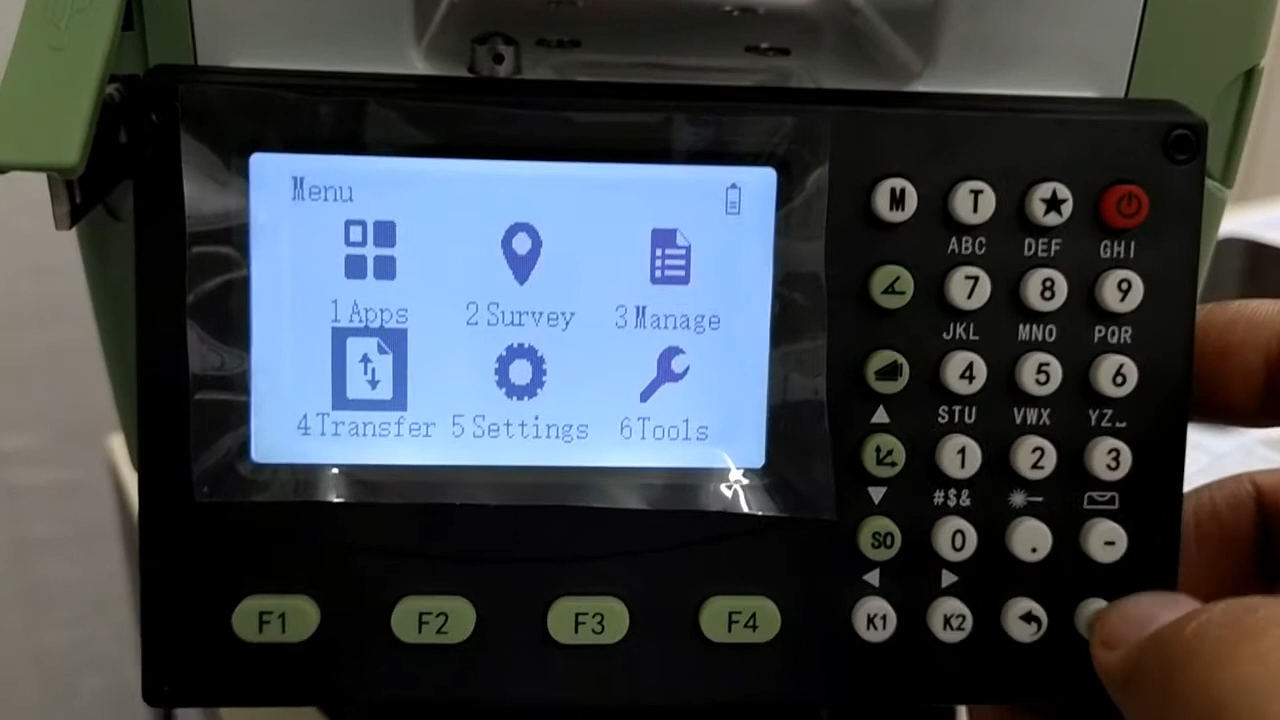 Menu
1 Apps 2 Survey 3 Manage
4 Transfer 5 Settings 6 Tools
M T
ABC DEF GHI
7 8 9
JKL MNO PQR
4 5 6
STU VWX YZ
1 2 3
#$&
SO 0 . -
F1 F2 F3 F4 K1 K2